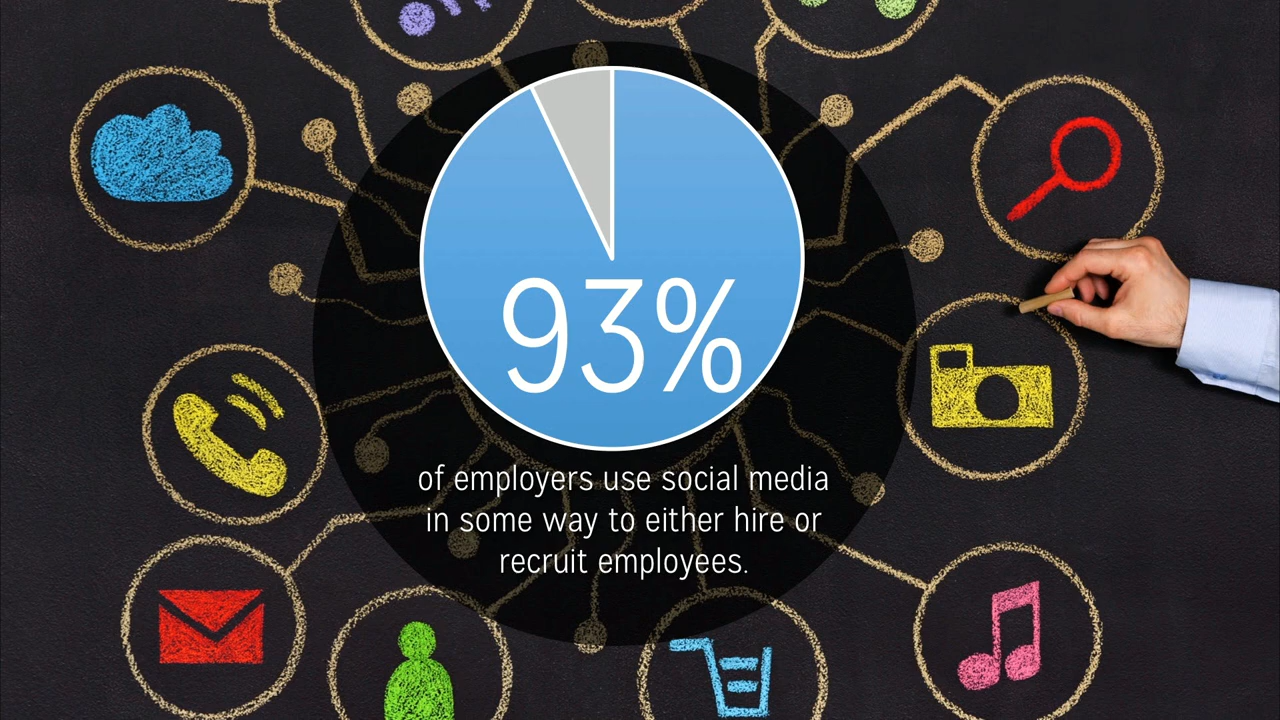 93%
of employers use social media
in some way to either hire or
recruit employees.